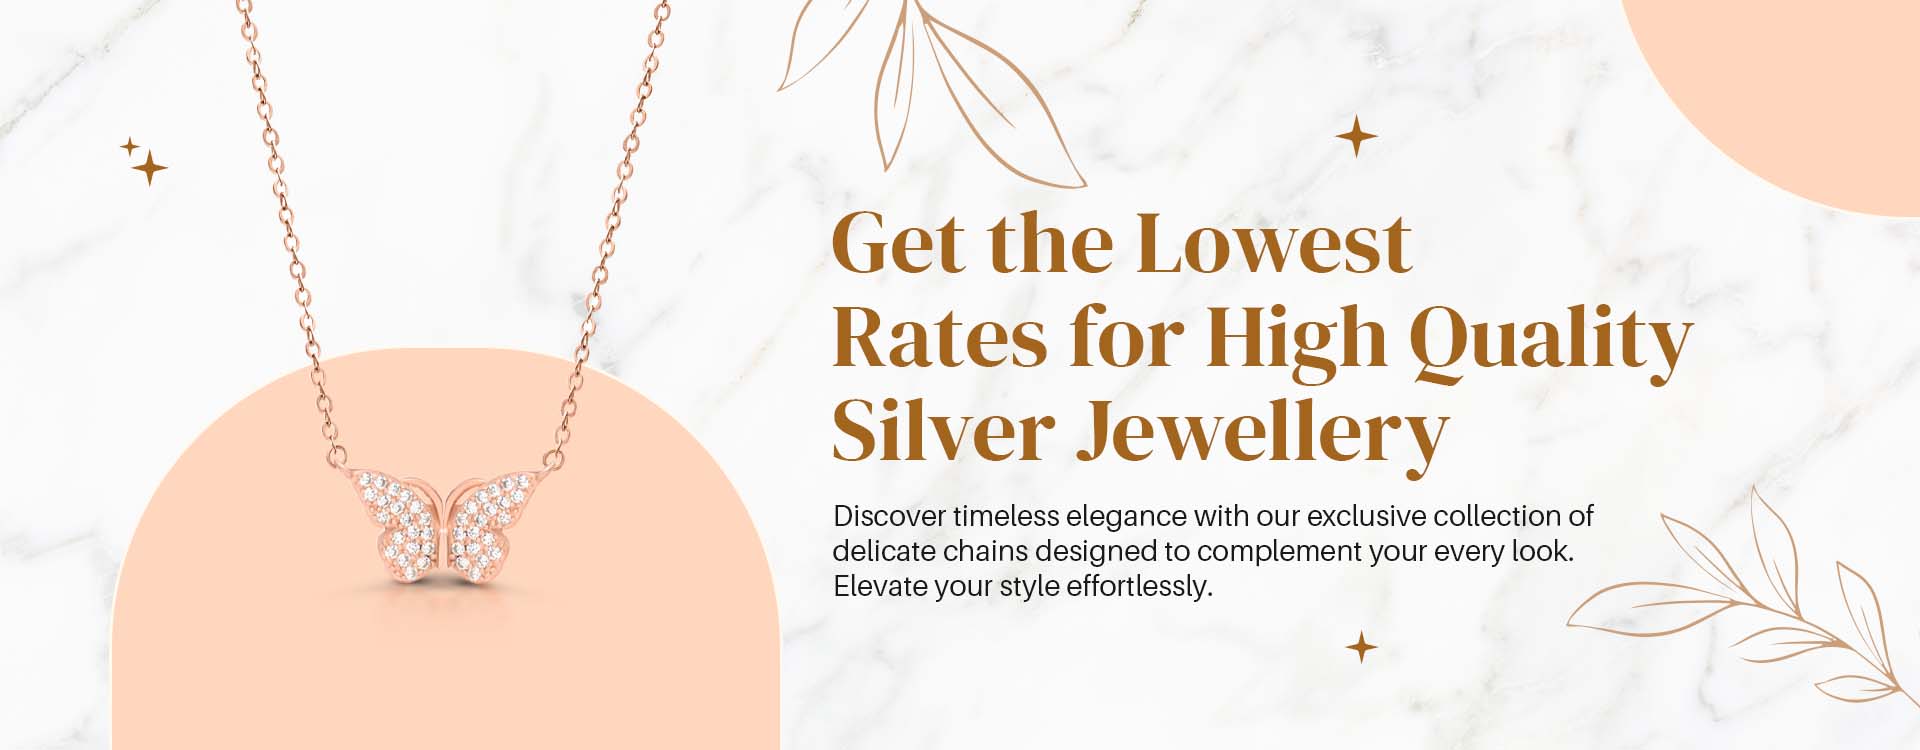 Get the Lowest
Rates for High Quality
Silver Jewellery
Discover timeless elegance with our exclusive collection of
delicate chains designed to complement your every look.
Elevate your style effortlessly.